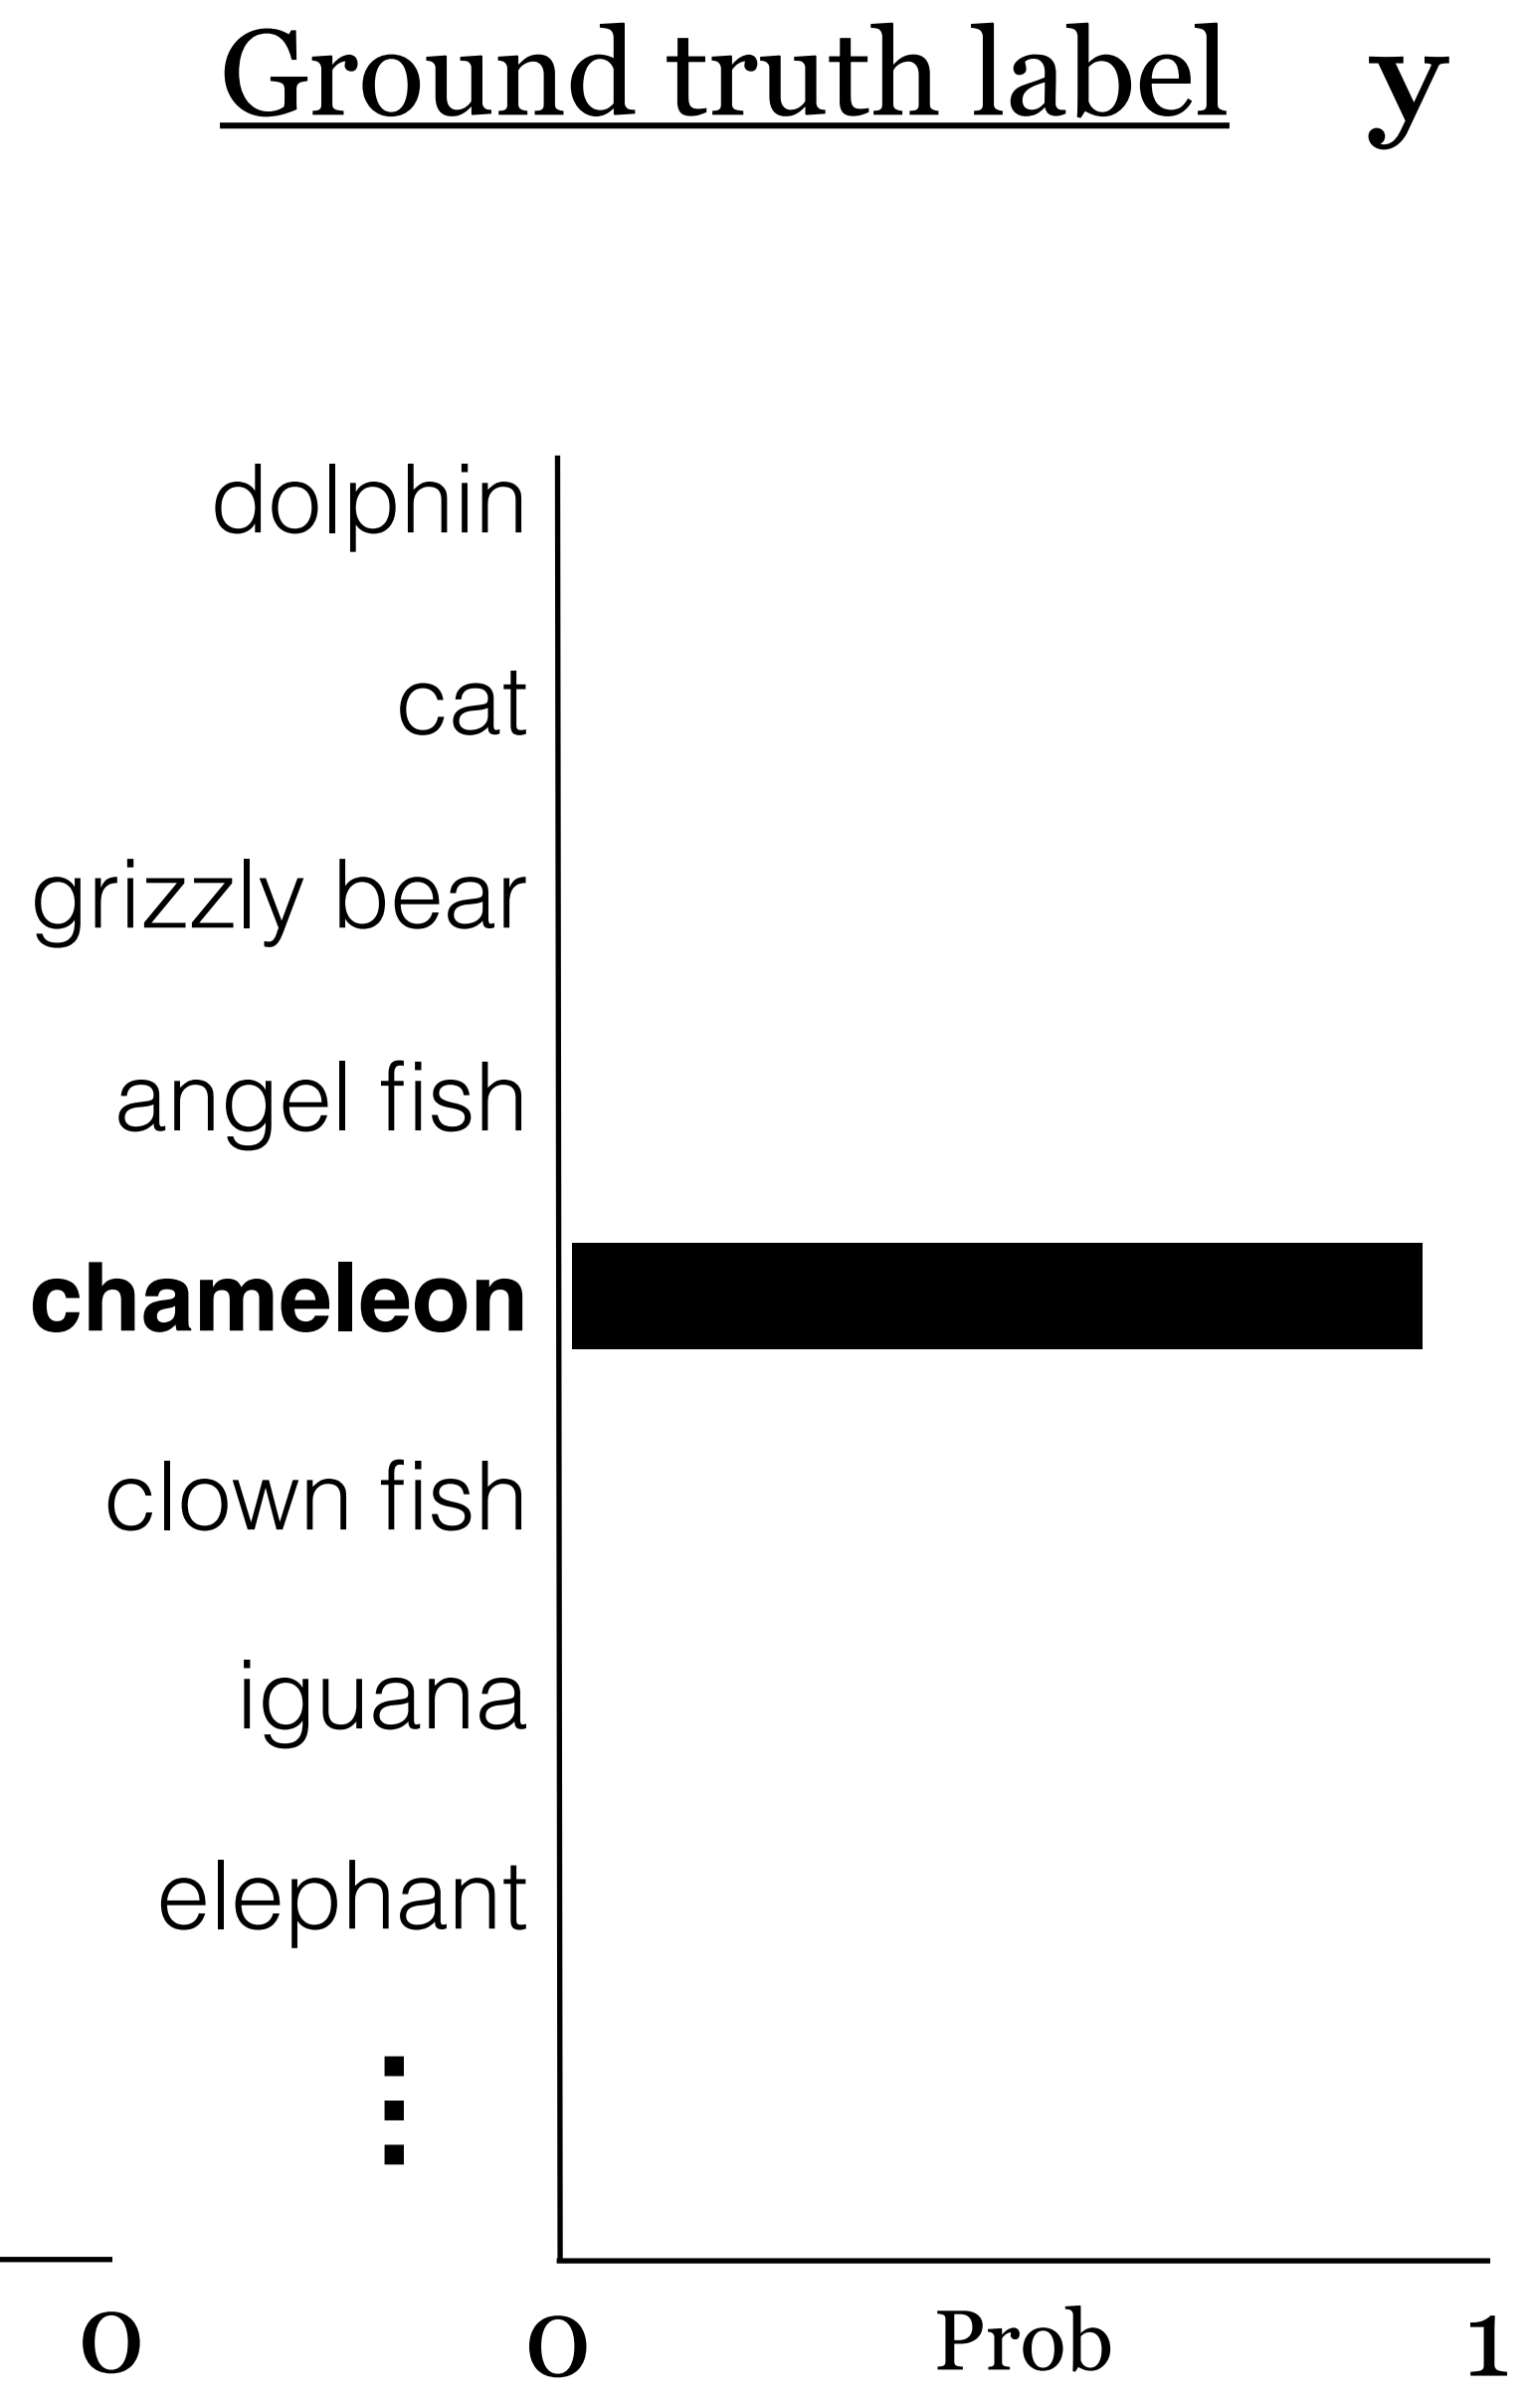 Ground truth label y
dolphin
cat
grizzly bear
angel fish
chameleon
clown fish
iguana
elephant
⋮
0 0 Prob 1